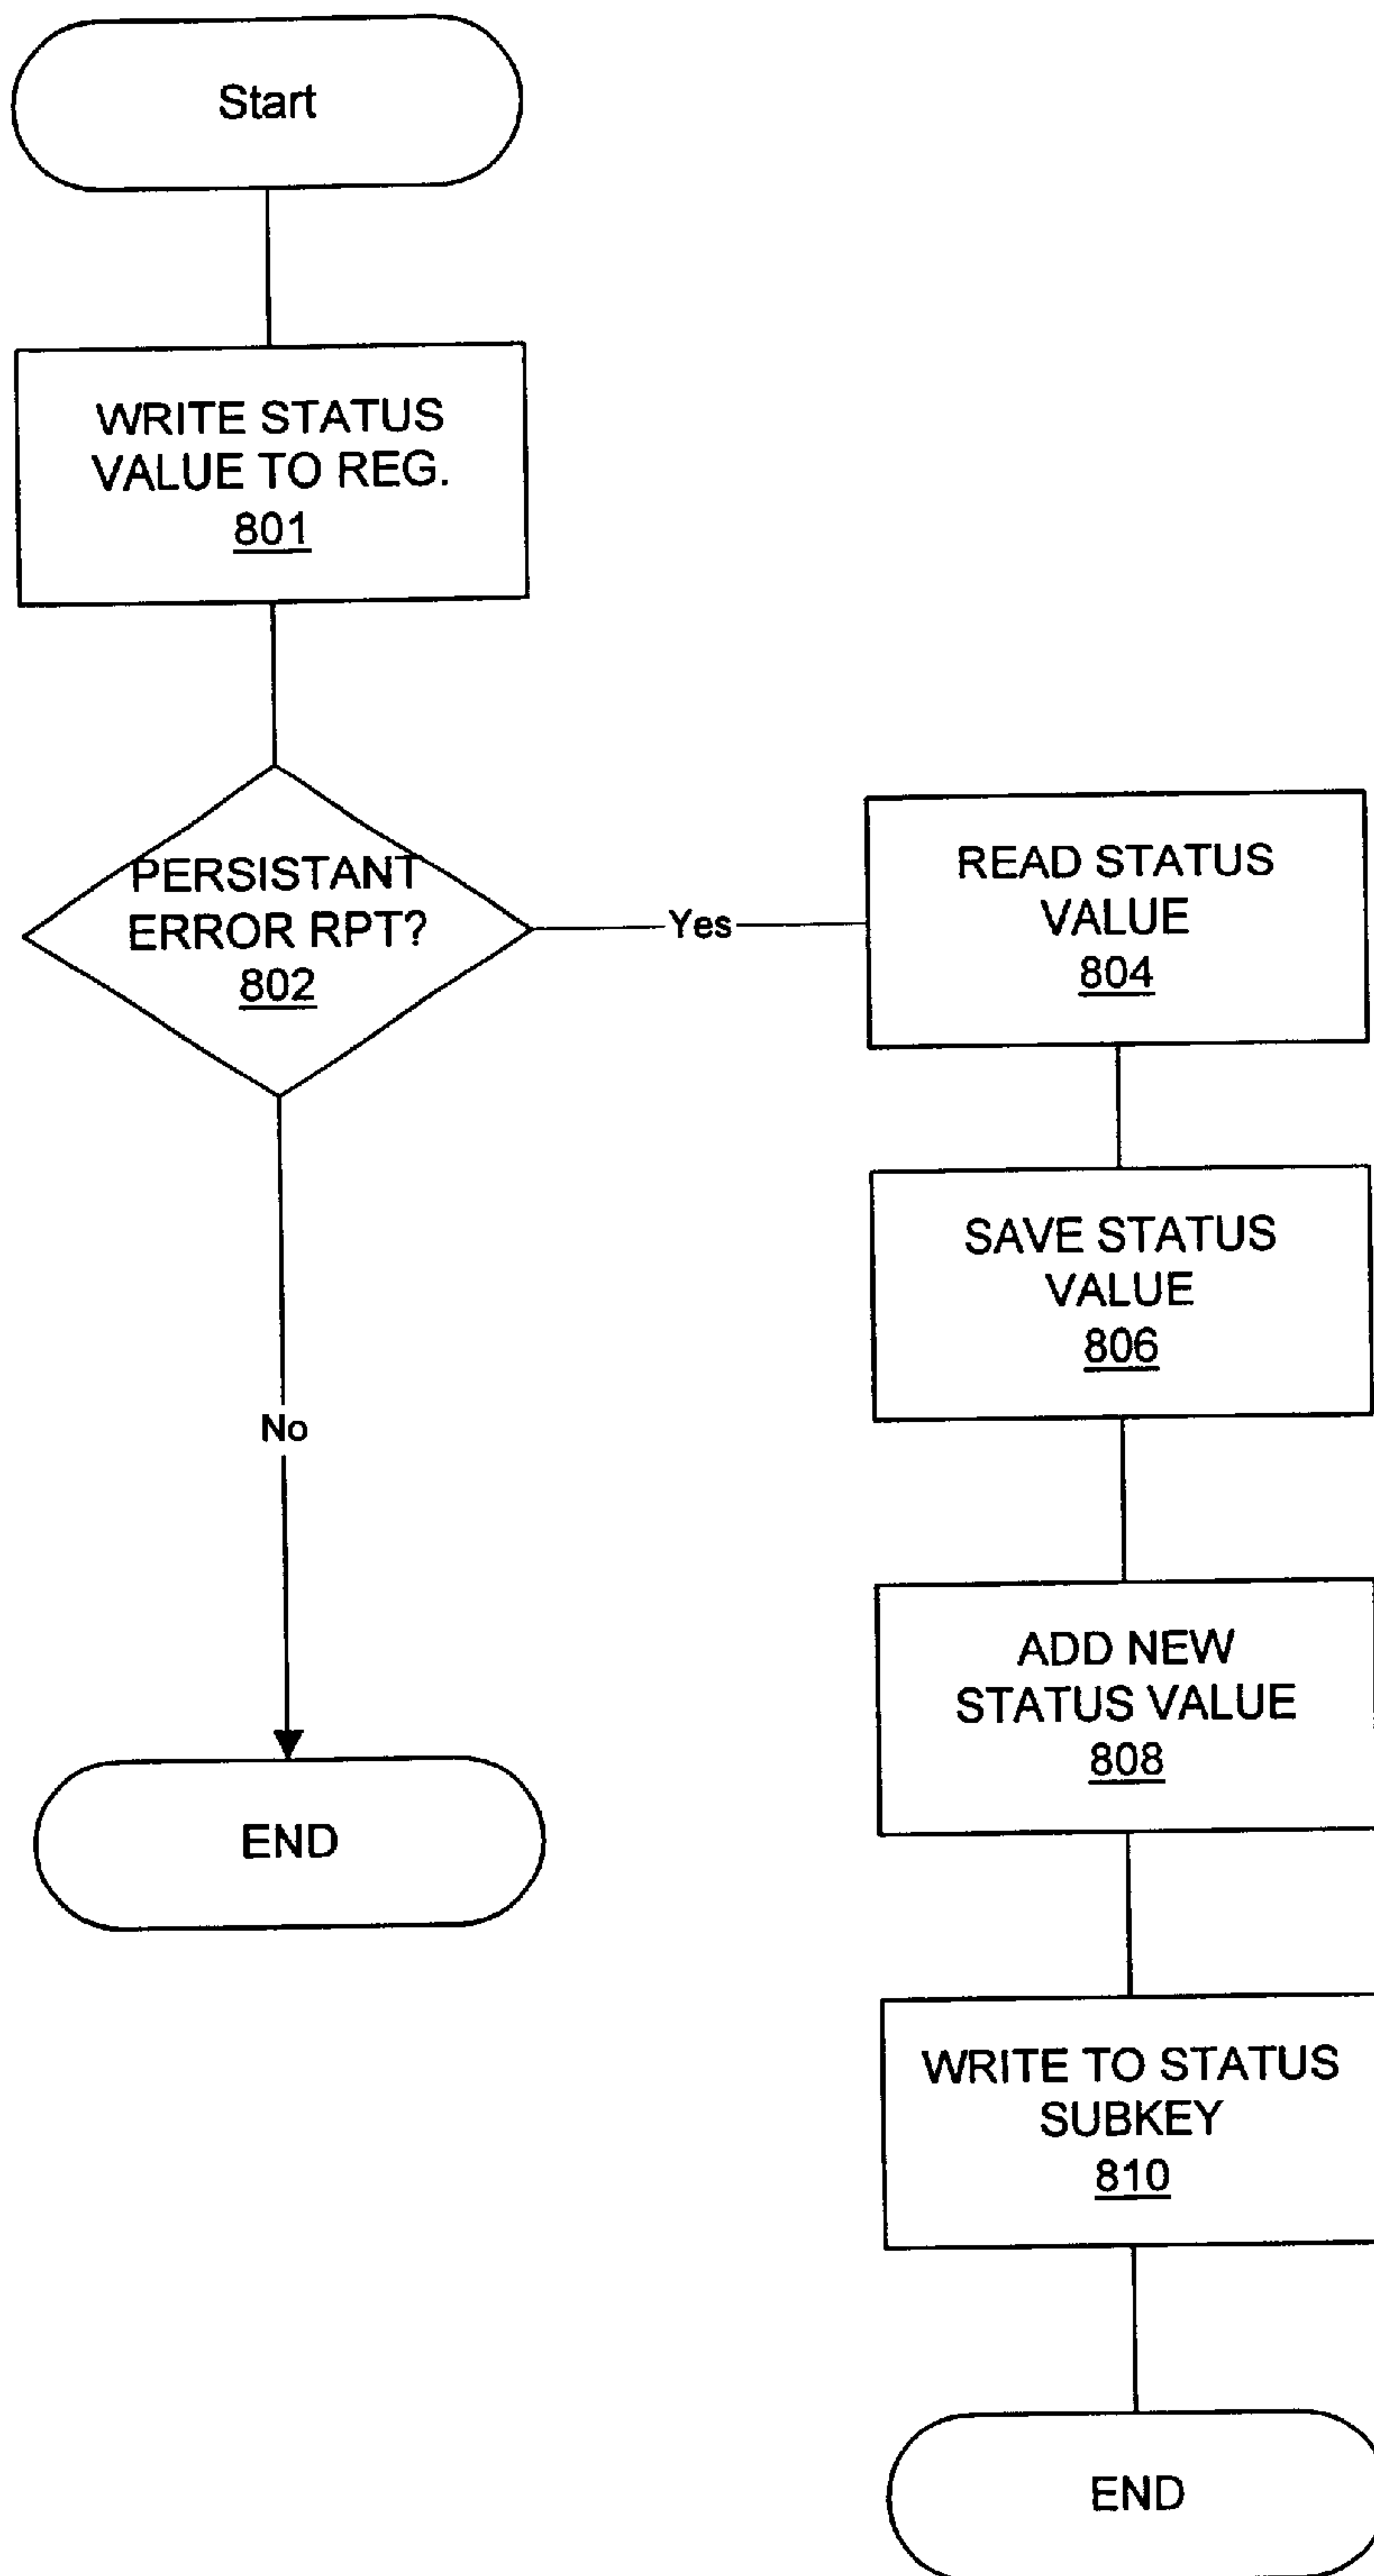 Start
WRITE STATUS
VALUE TO REG.
801
PERSISTANT
ERROR RPT?
802
Yes
READ STATUS
VALUE
804
SAVE STATUS
VALUE
806
No
ADD NEW
STATUS VALUE
808
END
WRITE TO STATUS
SUBKEY
810
END